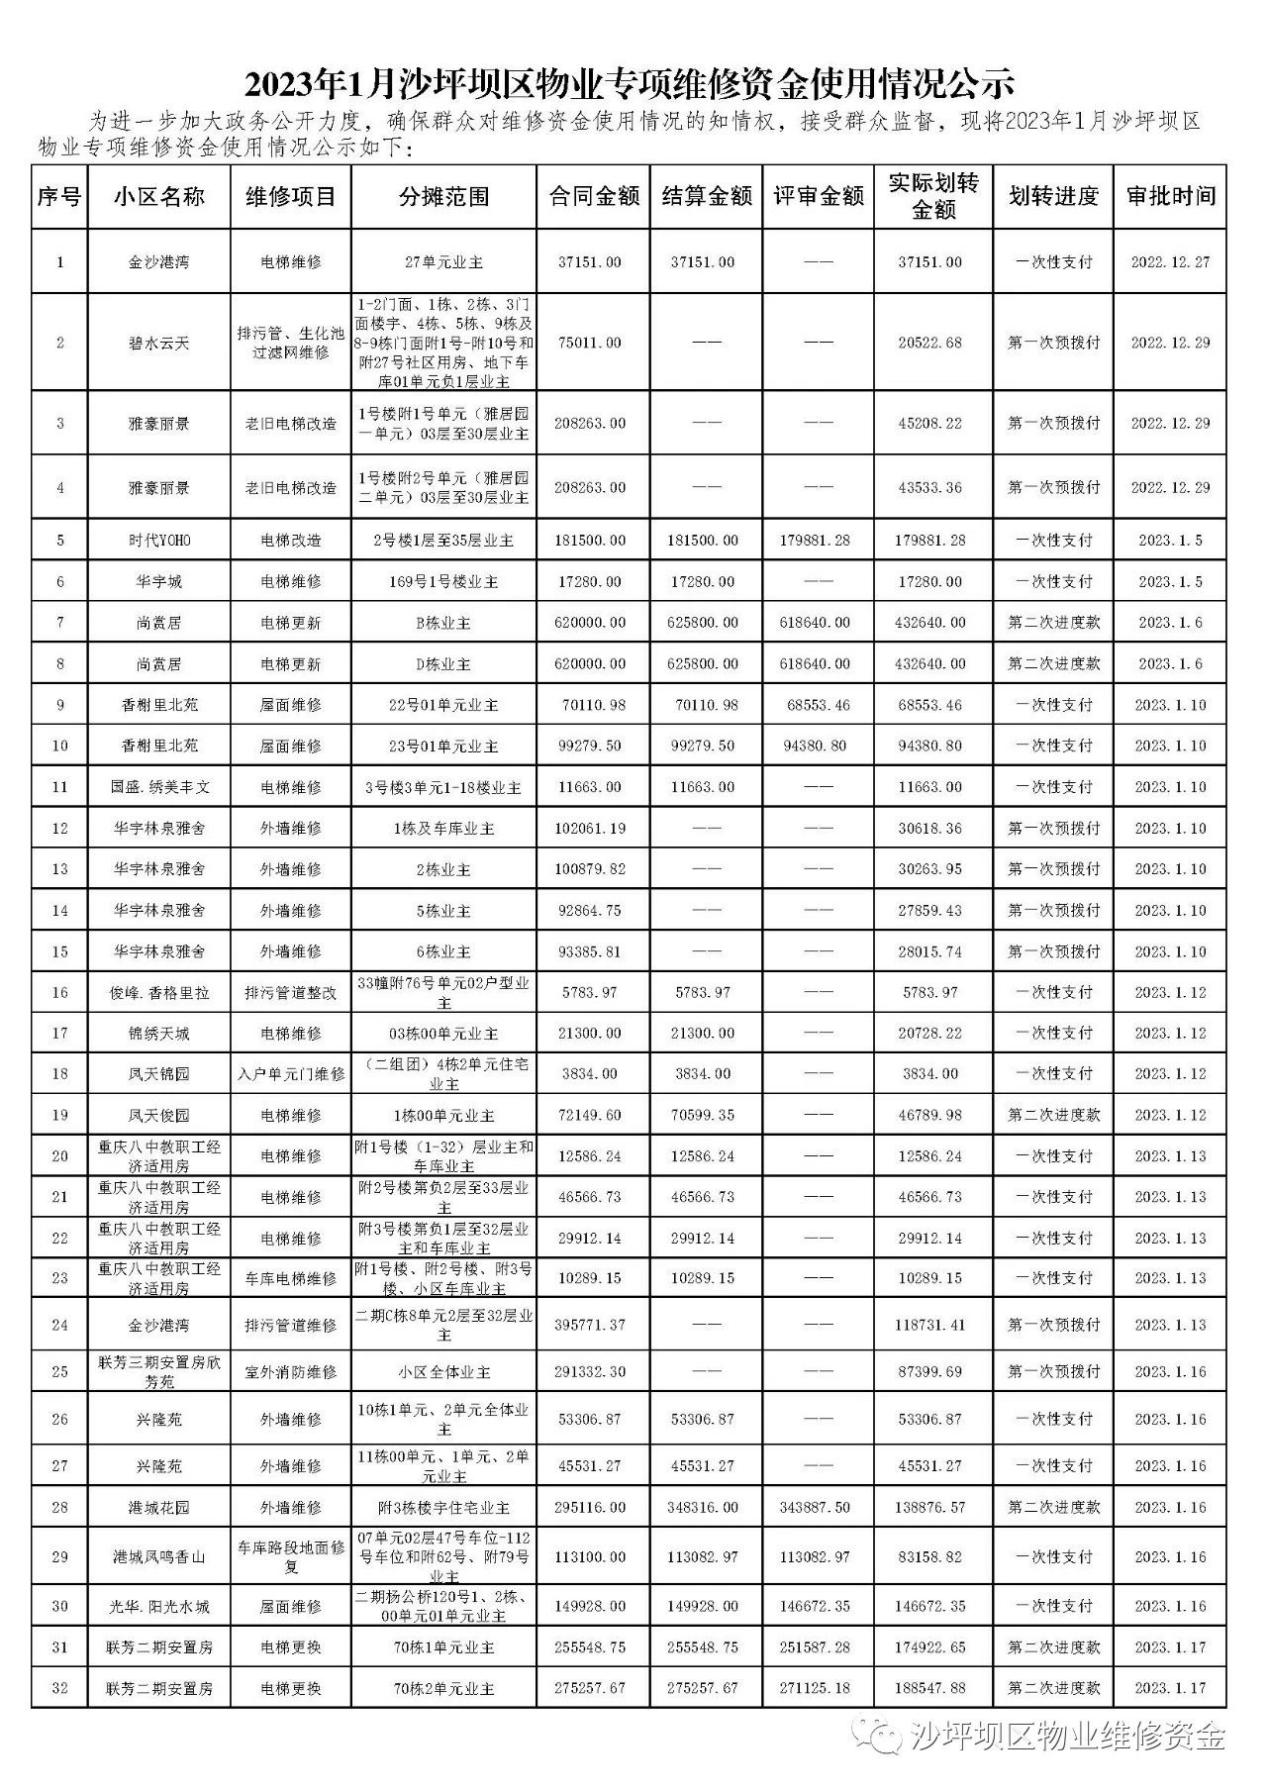 2023年1月沙坪坝区物业专项维修资金使用情况公示
为进一步加大政务公开力度，确保群众对维修资金使用情况的知情权，接受群众监督，现将2023年1月沙坪坝区
物业专项维修资金使用情况公示如下：
序号 小区名称 维修项目 分摊范围 合同金额 结算金额 评审金额 实际划转金额 划转进度 审批时间
1 金沙港湾 电梯维修 27单元业主 37151.00 37151.00 —— 37151.00 一次性支付 2022.12.27
2 碧水云天 排污管、生化池过滤网维修 1-2门面、1栋、2栋、3门面楼宇、4栋、5栋、9栋及8-9栋门面附1号-附10号和附27号社区用房、地下车库01单元负1层业主 75011.00 —— —— 20522.68 第一次预拨付 2022.12.29
3 雅豪丽景 老旧电梯改造 1号楼附1号单元（雅居园一单元）03层至30层业主 208263.00 —— —— 45208.22 第一次预拨付 2022.12.29
4 雅豪丽景 老旧电梯改造 1号楼附2号单元（雅居园二单元）03层至30层业主 208263.00 —— —— 43533.36 第一次预拨付 2022.12.29
5 时代YOHO 电梯改造 2号楼1层至35层业主 181500.00 181500.00 179881.28 179881.28 一次性支付 2023.1.5
6 华宇城 电梯维修 169号1号楼业主 17280.00 17280.00 —— 17280.00 一次性支付 2023.1.5
7 尚赏居 电梯更新 B栋业主 620000.00 625800.00 618640.00 432640.00 第二次进度款 2023.1.6
8 尚赏居 电梯更新 D栋业主 620000.00 625800.00 618640.00 432640.00 第二次进度款 2023.1.6
9 香榭里北苑 屋面维修 22号01单元业主 70110.98 70110.98 68553.46 68553.46 一次性支付 2023.1.10
10 香榭里北苑 屋面维修 23号01单元业主 99279.50 99279.50 94380.80 94380.80 一次性支付 2023.1.10
11 国盛.绣美丰文 电梯维修 3号楼3单元1-18楼业主 11663.00 11663.00 —— 11663.00 一次性支付 2023.1.10
12 华宇林泉雅舍 外墙维修 1栋及车库业主 102061.19 —— —— 30618.36 第一次预拨付 2023.1.10
13 华宇林泉雅舍 外墙维修 2栋业主 100879.82 —— —— 30263.95 第一次预拨付 2023.1.10
14 华宇林泉雅舍 外墙维修 5栋业主 92864.75 —— —— 27859.43 第一次预拨付 2023.1.10
15 华宇林泉雅舍 外墙维修 6栋业主 93385.81 —— —— 28015.74 第一次预拨付 2023.1.10
16 俊峰.香格里拉 排污管道整改 33幢附76号单元02户型业主 5783.97 5783.97 —— 5783.97 一次性支付 2023.1.12
17 锦绣天城 电梯维修 03栋00单元业主 21300.00 21300.00 —— 20728.22 一次性支付 2023.1.12
18 凤天锦园 入户单元门维修 （二组团）4栋2单元住宅业主 3834.00 3834.00 —— 3834.00 一次性支付 2023.1.12
19 凤天俊园 电梯维修 1栋00单元业主 72149.60 70599.35 —— 46789.98 第二次进度款 2023.1.12
20 重庆八中教职工经济适用房 电梯维修 附1号楼（1-32）层业主和车库业主 12586.24 12586.24 —— 12586.24 一次性支付 2023.1.13
21 重庆八中教职工经济适用房 电梯维修 附2号楼第负2层至33层业主 46566.73 46566.73 —— 46566.73 一次性支付 2023.1.13
22 重庆八中教职工经济适用房 电梯维修 附3号楼第负1层至32层业主和车库业主 29912.14 29912.14 —— 29912.14 一次性支付 2023.1.13
23 重庆八中教职工经济适用房 车库电梯维修 附1号楼、附2号楼、附3号楼、小区车库业主 10289.15 10289.15 —— 10289.15 一次性支付 2023.1.13
24 金沙港湾 排污管道维修 二期C栋8单元2层至32层业主 395771.37 —— —— 118731.41 第一次预拨付 2023.1.13
25 联芳三期安置房欣芳苑 室外消防维修 小区全体业主 291332.30 —— —— 87399.69 第一次预拨付 2023.1.16
26 兴隆苑 外墙维修 10栋1单元、2单元全体业主 53306.87 53306.87 —— 53306.87 一次性支付 2023.1.16
27 兴隆苑 外墙维修 11栋00单元、1单元、2单元业主 45531.27 45531.27 —— 45531.27 一次性支付 2023.1.16
28 港城花园 外墙维修 附3栋楼宇住宅业主 295116.00 348316.00 343887.50 138876.57 第二次进度款 2023.1.16
29 港城凤鸣香山 车库路段地面修复 07单元02层47号车位-112号车位和附62号、附79号业主 113100.00 113082.97 113082.97 83158.82 一次性支付 2023.1.16
30 光华.阳光水城 屋面维修 二期杨公桥120号1、2栋、00单元01单元业主 149928.00 149928.00 146672.35 146672.35 一次性支付 2023.1.16
31 联芳二期安置房 电梯更换 70栋1单元业主 255548.75 255548.75 251587.28 174922.65 第二次进度款 2023.1.17
32 联芳二期安置房 电梯更换 70栋2单元业主 275257.67 275257.67 271125.18 188547.88 第二次进度款 2023.1.17
沙坪坝区物业维修资金